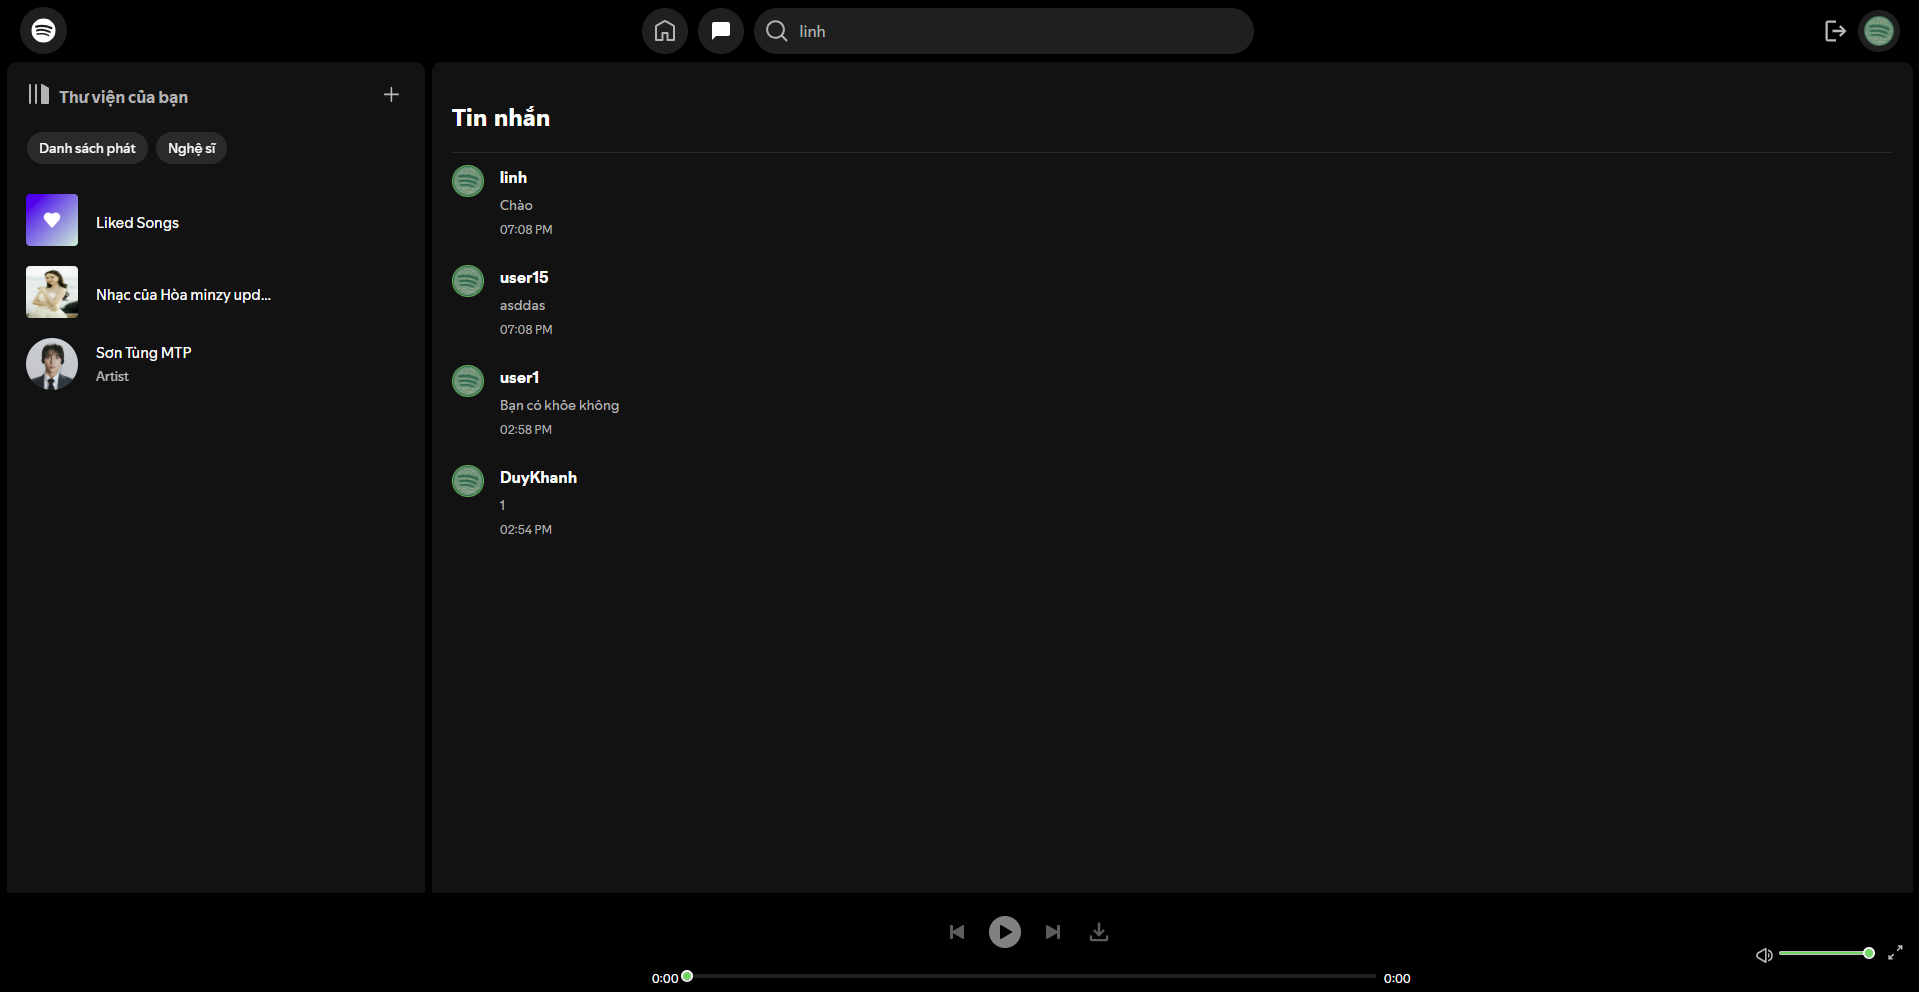 linh
Thư viện của bạn
Danh sách phát
Nghệ sĩ
Liked Songs
Nhạc của Hòa minzy upd...
Sơn Tùng MTP
Artist
Tin nhắn
linh
Chào
07:08 PM
user15
asddas
07:08 PM
user1
Bạn có khỏe không
02:58 PM
DuyKhanh
1
02:54 PM
0:00
0:00